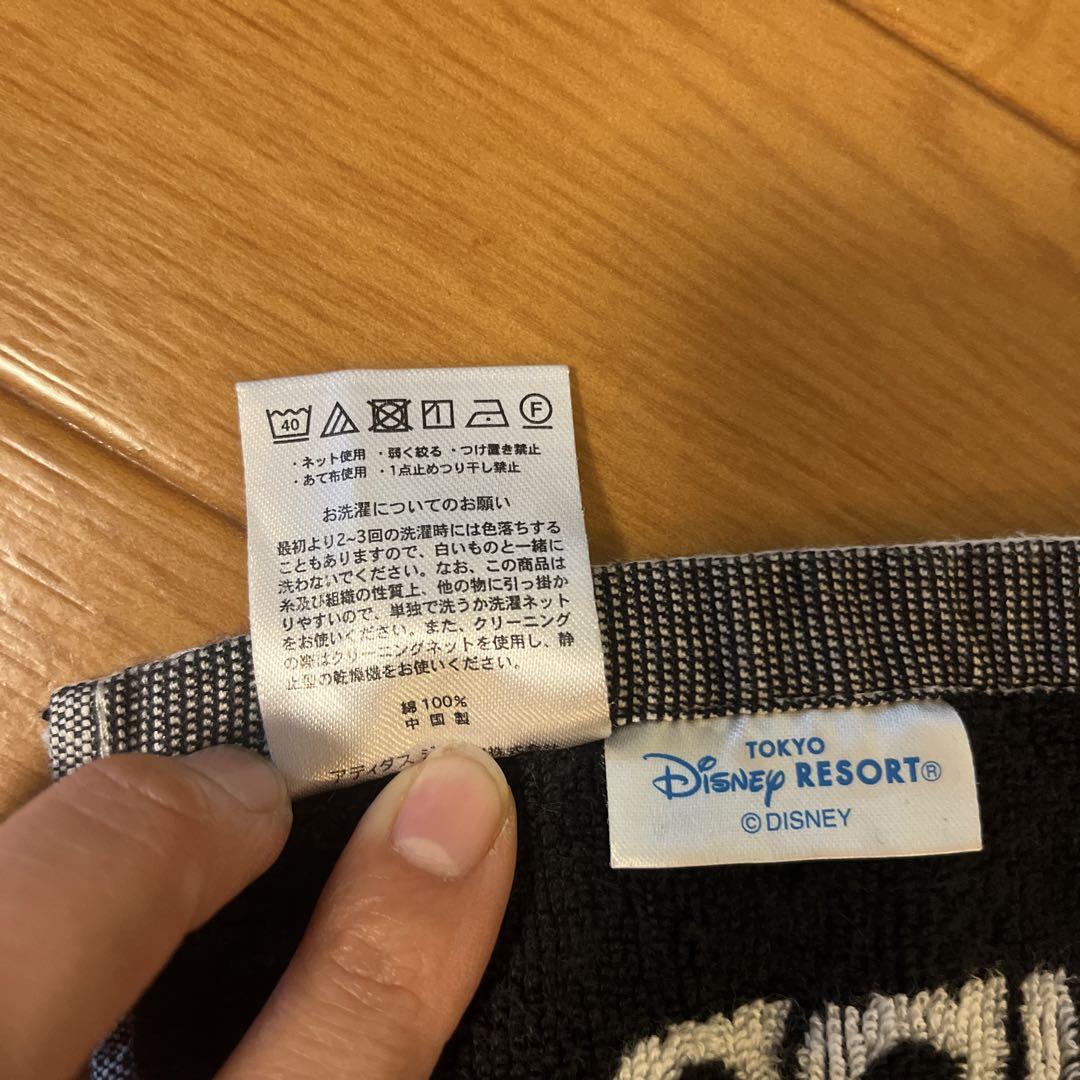 40 1 F
・ネット使用 ・弱く絞る ・つけ置き禁止
・あて布使用 ・1点止めつり干し禁止
お洗濯についてのお願い
最初より2~3回の洗濯時には色落ちする
こともありますので、白いものと一緒に
洗わないでください。なお、この商品は
糸及び組織の性質上、他の物に引っ掛か
りやすいので、単独で洗うか洗濯ネット
をお使いください。また、クリーニング
の際はクリーニングネットを使用し、静
止型の乾燥機をお使いください。
綿100%
中国製
アディダス
TOKYO
Disney RESORT®
© DISNEY